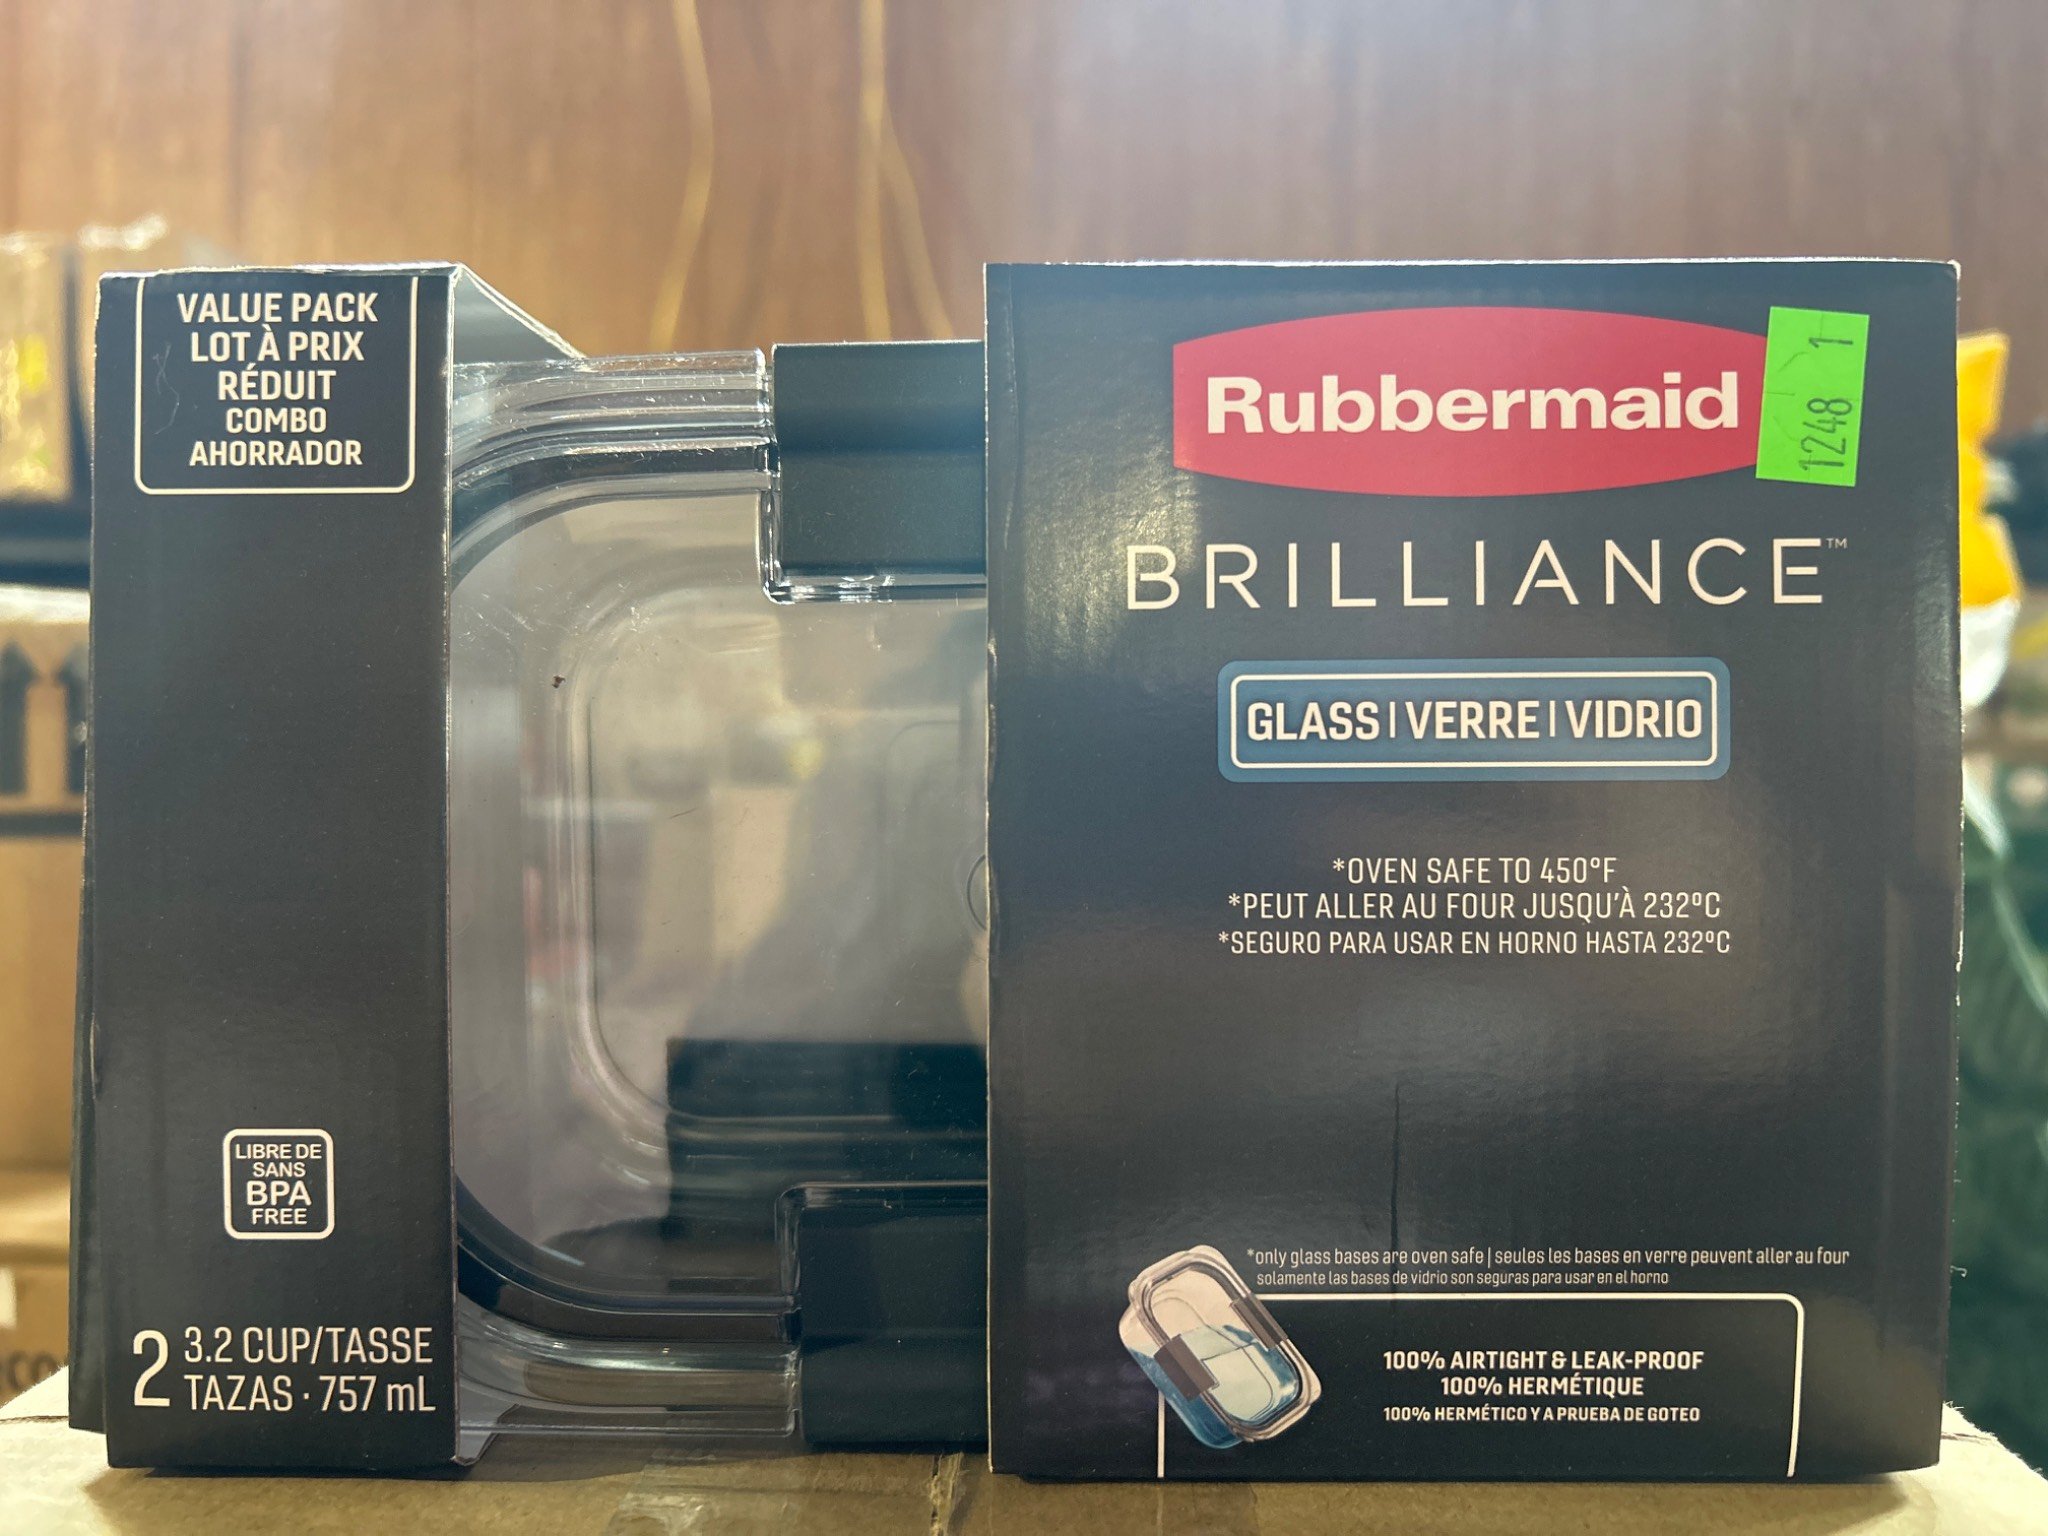 VALUE PACK
LOT À PRIX
RÉDUIT
COMBO
AHORRADOR
LIBRE DE
SANS
BPA
FREE
2 3.2 CUP/TASSE
TAZAS · 757 mL
Rubbermaid
1248 1
BRILLIANCE™
GLASS | VERRE | VIDRIO
*OVEN SAFE TO 450°F
*PEUT ALLER AU FOUR JUSQU'À 232°C
*SEGURO PARA USAR EN HORNO HASTA 232°C
*only glass bases are oven safe | seules les bases en verre peuvent aller au four
solamente las bases de vidrio son seguras para usar en el horno
100% AIRTIGHT & LEAK-PROOF
100% HERMÉTIQUE
100% HERMÉTICO Y A PRUEBA DE GOTEO